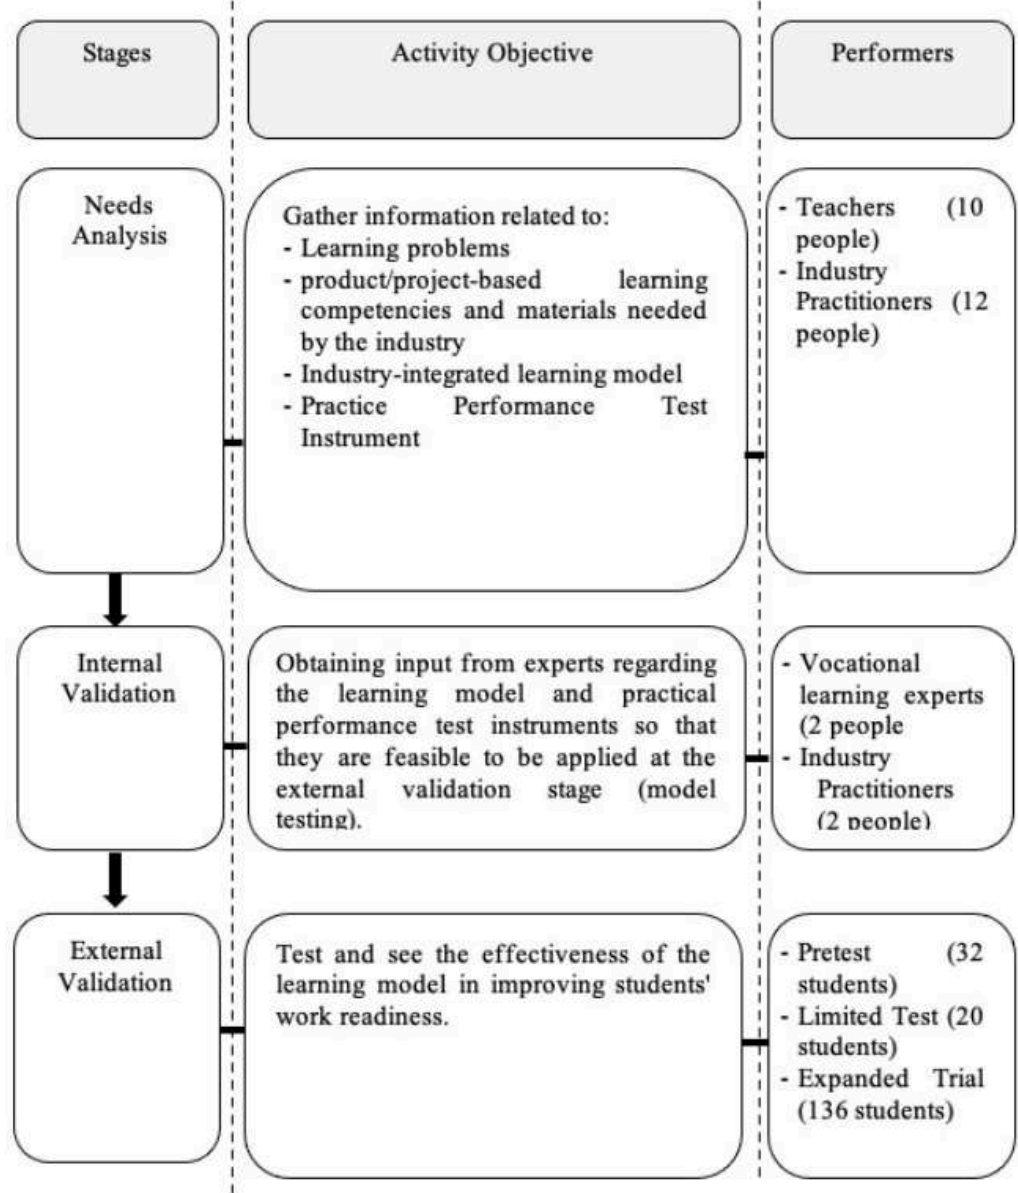 Stages
Activity Objective
Performers
Needs
Analysis
Gather information related to:
- Learning problems
- product/project-based learning
competencies and materials needed
by the industry
- Industry-integrated learning model
- Practice Performance Test
Instrument
- Teachers (10
people)
- Industry
Practitioners (12
people)
Internal
Validation
Obtaining input from experts regarding
the learning model and practical
performance test instruments so that
they are feasible to be applied at the
external validation stage (model
testing).
- Vocational
learning experts
(2 people
- Industry
Practitioners
(2 people)
External
Validation
Test and see the effectiveness of the
learning model in improving students'
work readiness.
- Pretest (32
students)
- Limited Test (20
students)
- Expanded Trial
(136 students)